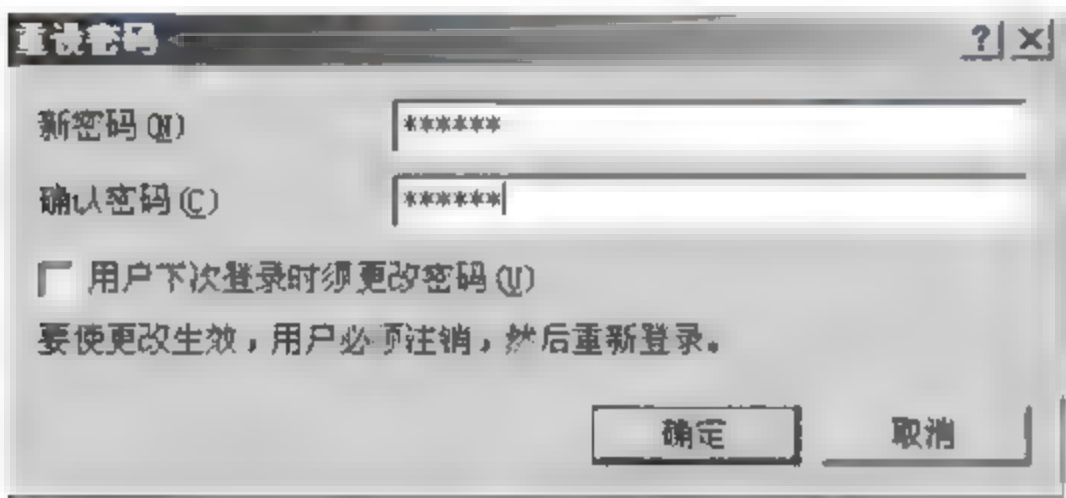 重设密码
新密码(N) ******
确认密码(C) ******
用户下次登录时须更改密码(U)
要使更改生效，用户必须注销，然后重新登录。
确定 取消